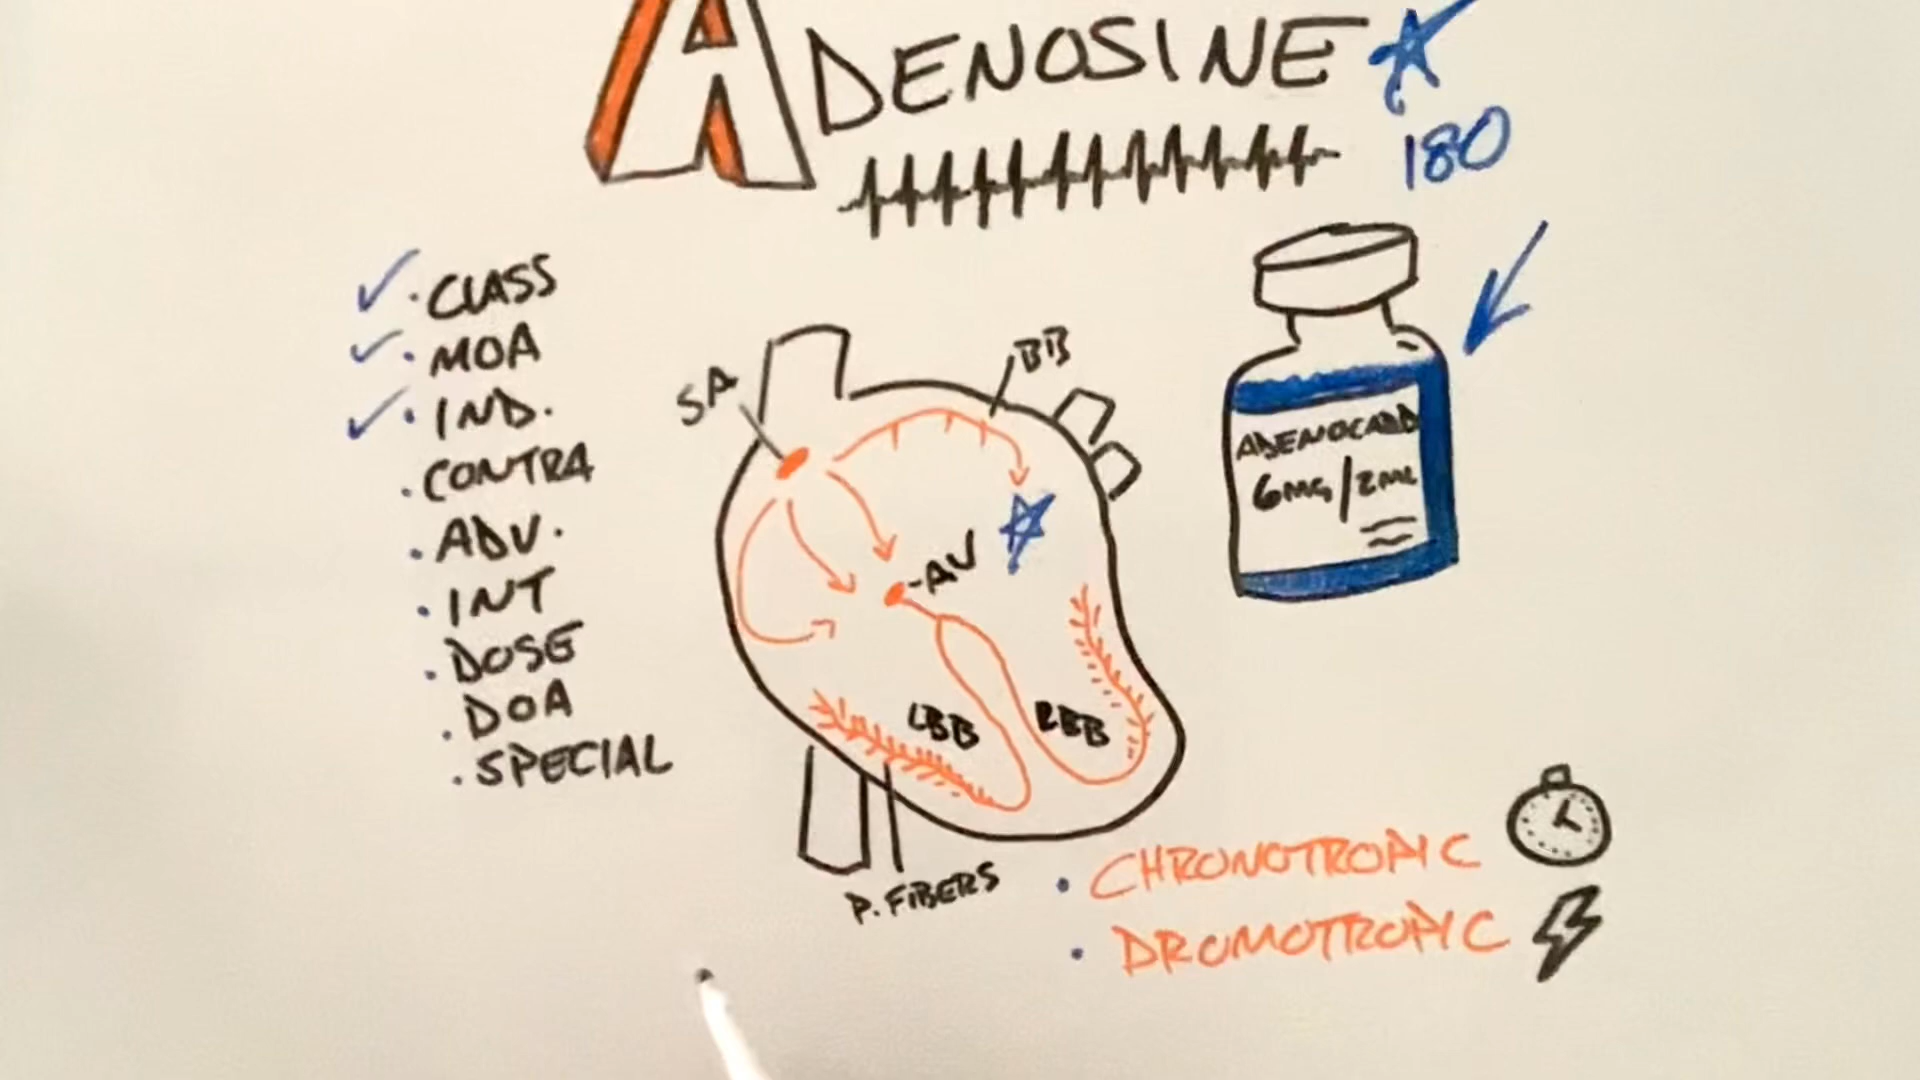 ADENOSINE
180
• CLASS
• MOA
• IND.
• CONTRA
• ADV.
• INT
• DOSE
• DOA
• SPECIAL
SA
BB
-AV
LBB
RBB
P. FIBERS
ADENOCARD
6MG/2ML
• CHRONOTROPIC
• DROMOTROPIC